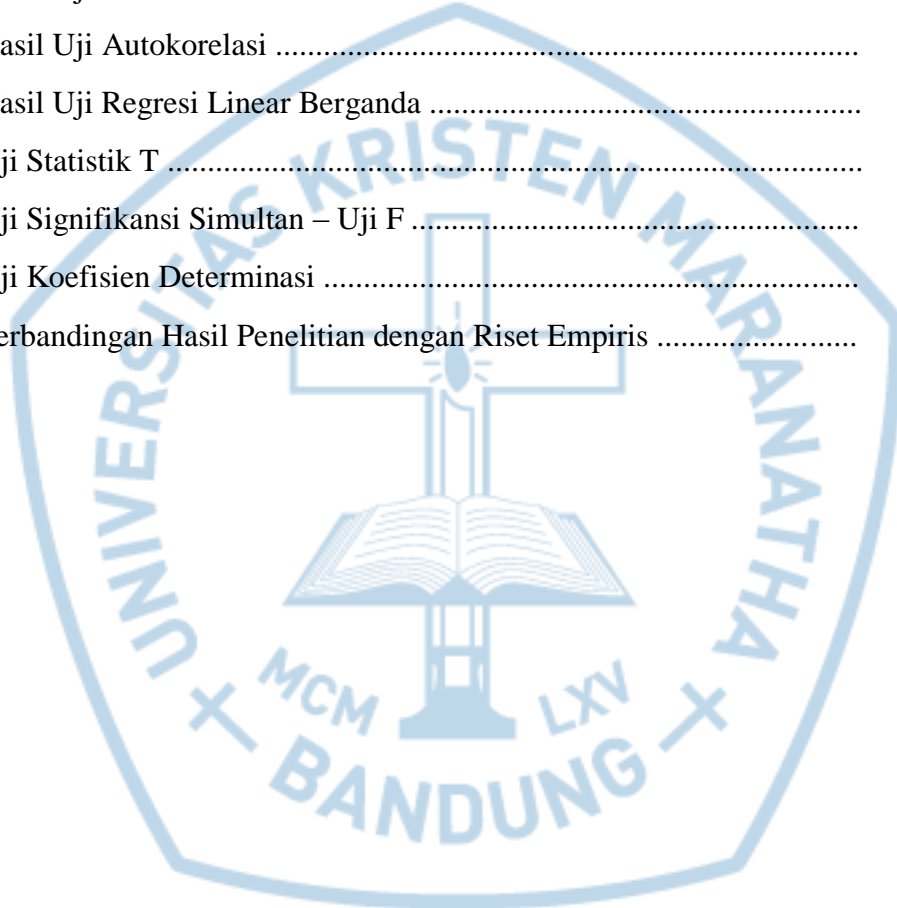 asil Uji Autokorelasi ..........................................................................
asil Uji Regresi Linear Berganda .......................................................
ji Statistik T ........................................................................................
ji Signifikansi Simultan – Uji F .........................................................
ji Koefisien Determinasi ....................................................................
erbandingan Hasil Penelitian dengan Riset Empiris .........................
UNIVERSITAS KRISTEN MARANATHA
MCM LXV
BANDUNG